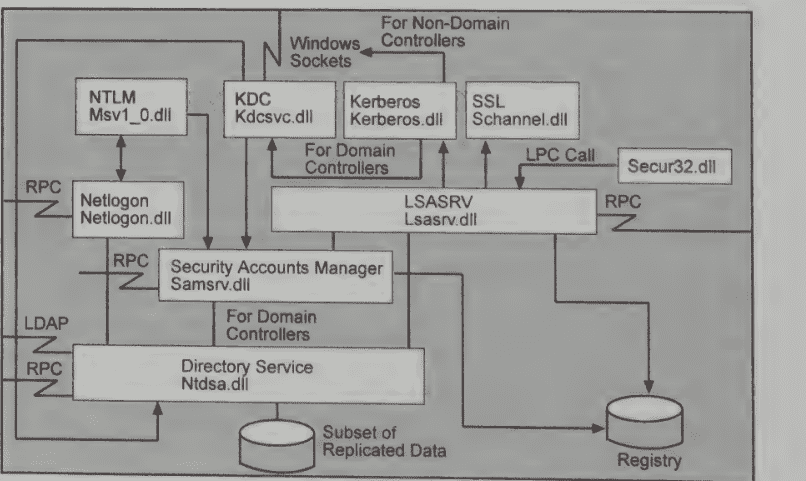 For Non-Domain
Controllers
Windows
Sockets
NTLM
Msv1_0.dll
KDC
Kdcsvc.dll
Kerberos
Kerberos.dll
SSL
Schannel.dll
For Domain
Controllers
LPC Call
Secur32.dll
RPC
Netlogon
Netlogon.dll
LSASRV
Lsasrv.dll
RPC
RPC
Security Accounts Manager
Samsrv.dll
For Domain
Controllers
LDAP
RPC
Directory Service
Ntdsa.dll
Subset of
Replicated Data
Registry